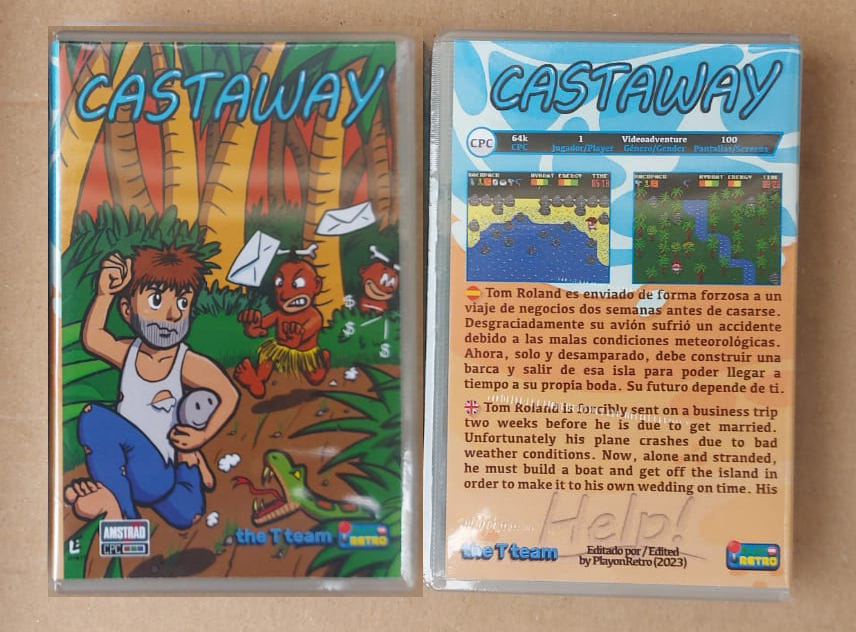 CASTAWAY
$
$
$
AMSTRAD
CPC
the T team
RETRO
CASTAWAY
CPC
64k 1 Videoadventure 100
CPC Jugador/Player Género/Gender Pantallas/Screens
BACKPACK HYDRAT ENERGY TIME
BACKPACK HYDRAT ENERGY TIME
Tom Roland es enviado de forma forzosa a un
viaje de negocios dos semanas antes de casarse.
Desgraciadamente su avión sufrió un accidente
debido a las malas condiciones meteorológicas.
Ahora, solo y desamparado, debe construir una
barca y salir de esa isla para poder llegar a
tiempo a su propia boda. Su futuro depende de ti.
Tom Roland is forcibly sent on a business trip
two weeks before he is due to get married.
Unfortunately his plane crashes due to bad
weather conditions. Now, alone and stranded,
he must build a boat and get off the island in
order to make it to his own wedding on time. His
Help!
the T team
Editado por / Edited
by PlayonRetro (2023)
RETRO